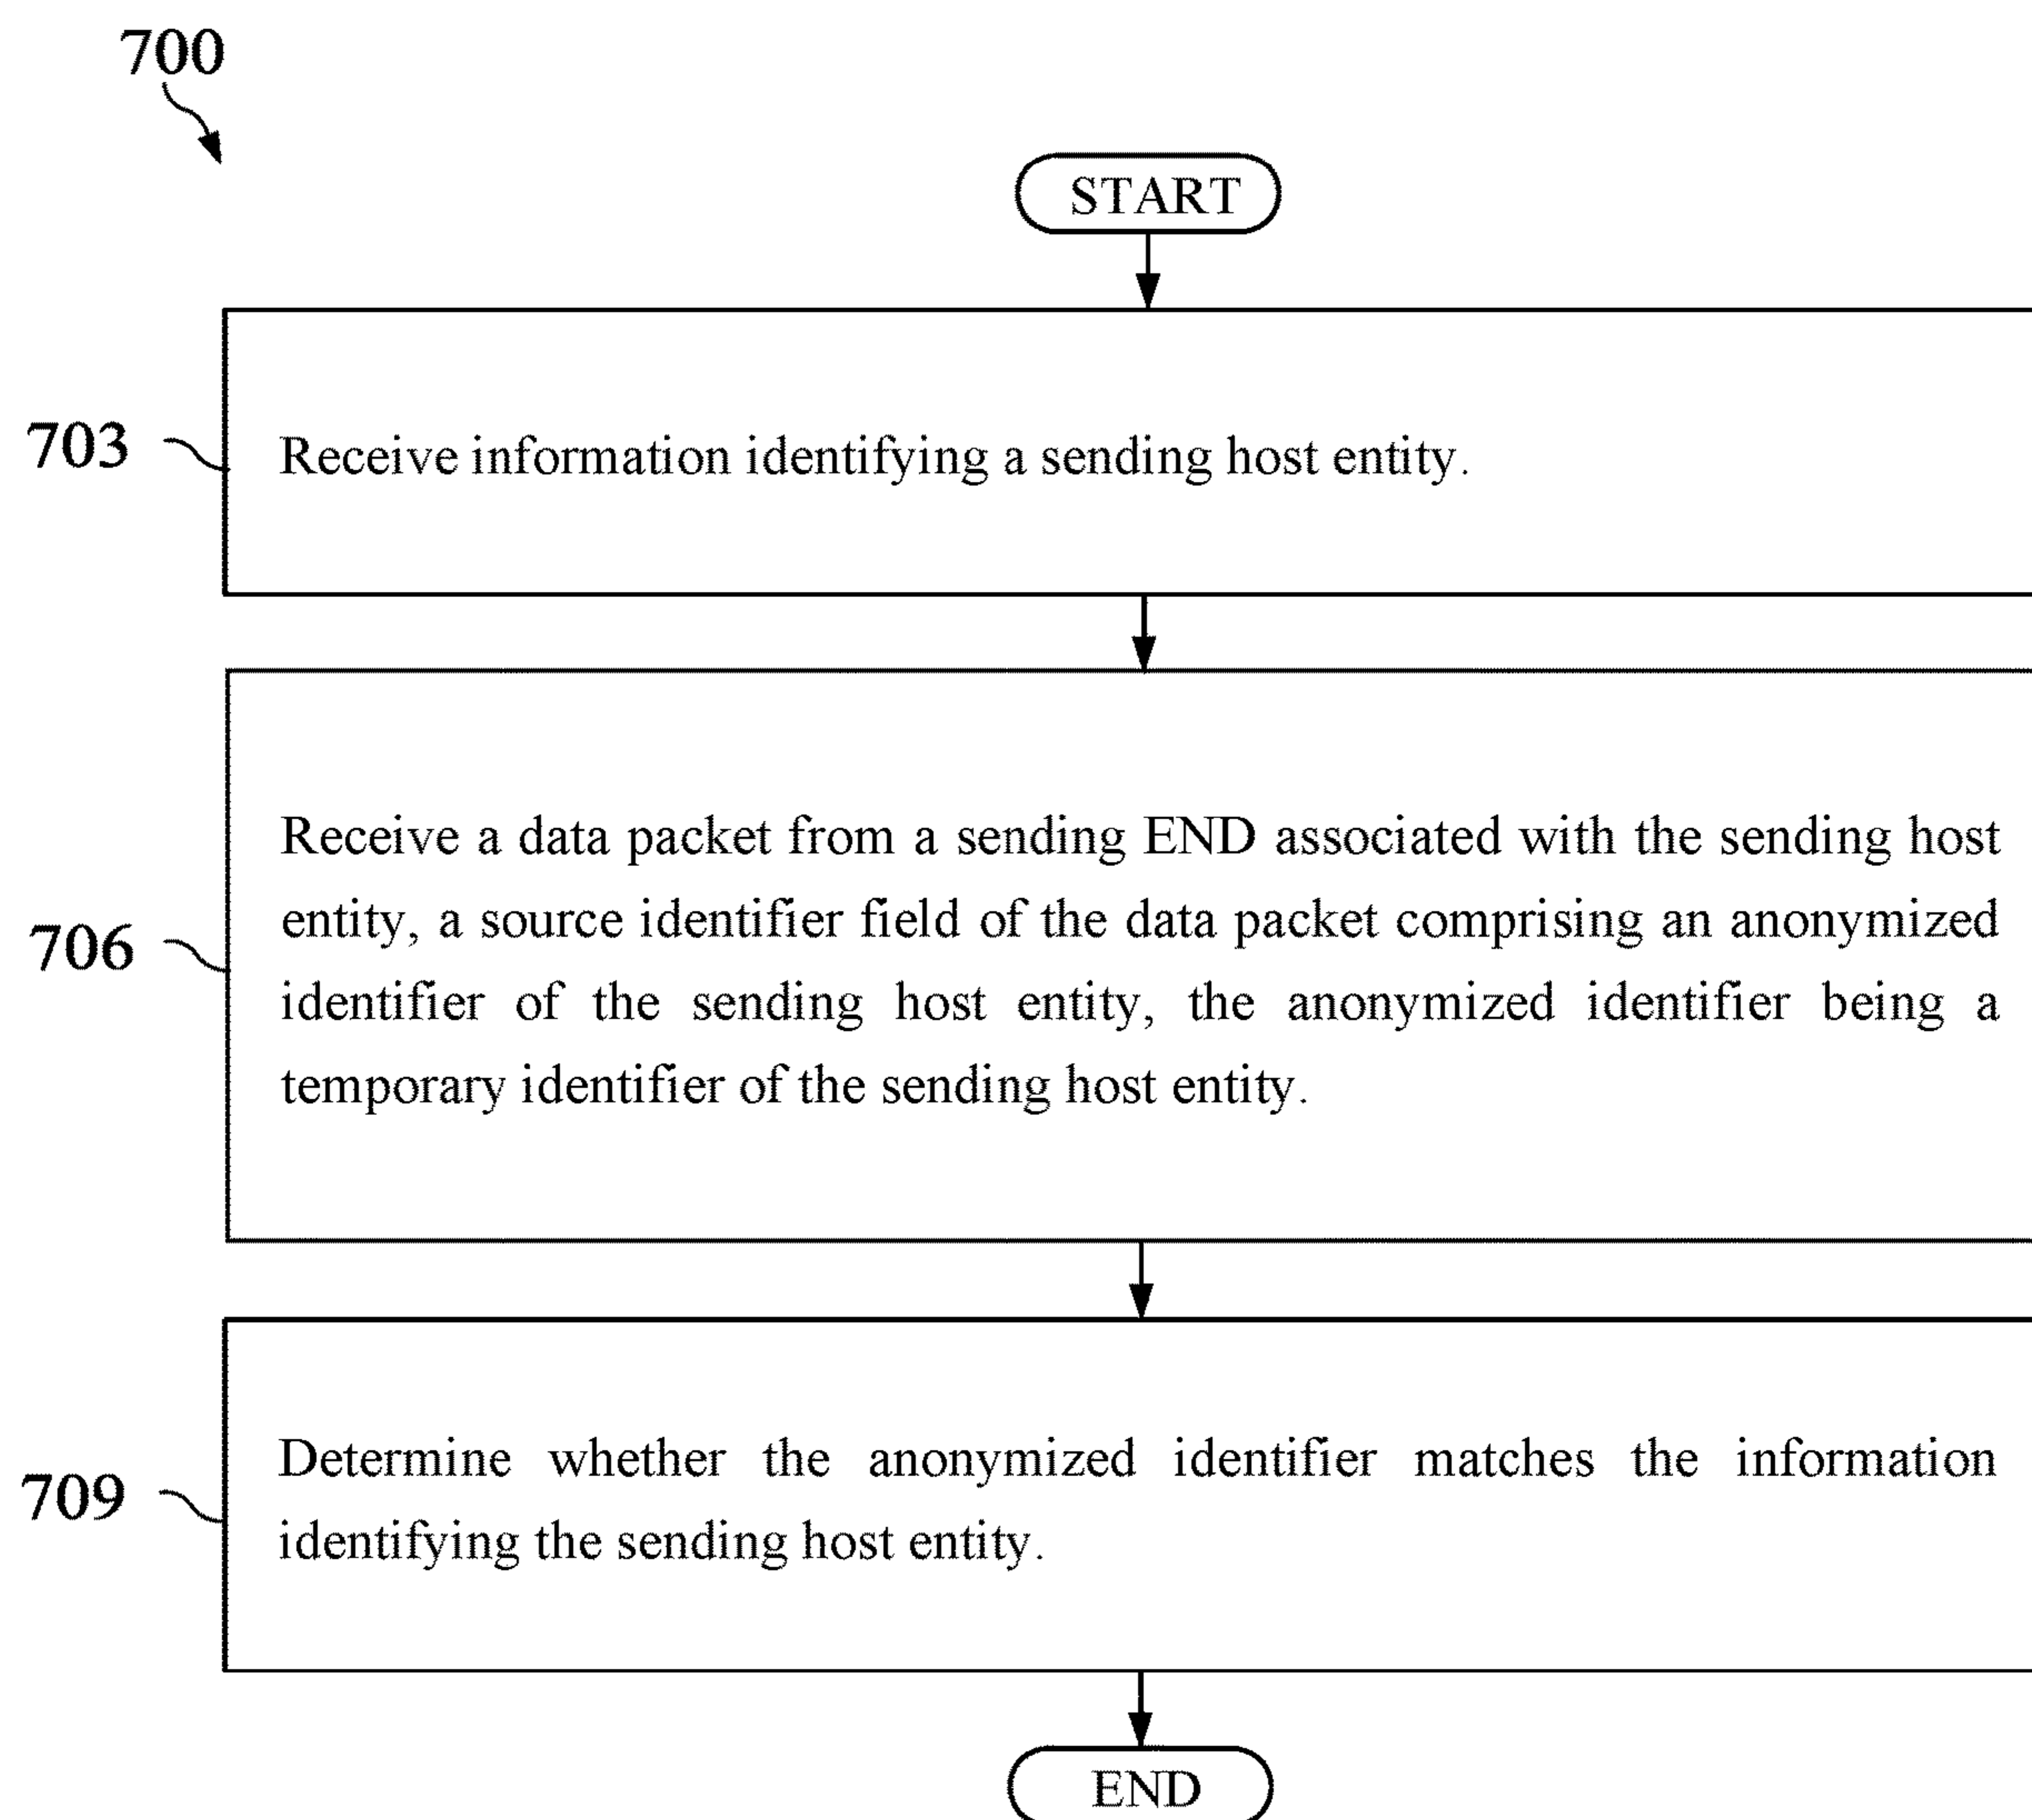 700
START
703
Receive information identifying a sending host entity.
706
Receive a data packet from a sending END associated with the sending host
entity, a source identifier field of the data packet comprising an anonymized
identifier of the sending host entity, the anonymized identifier being a
temporary identifier of the sending host entity.
709
Determine whether the anonymized identifier matches the information
identifying the sending host entity.
END